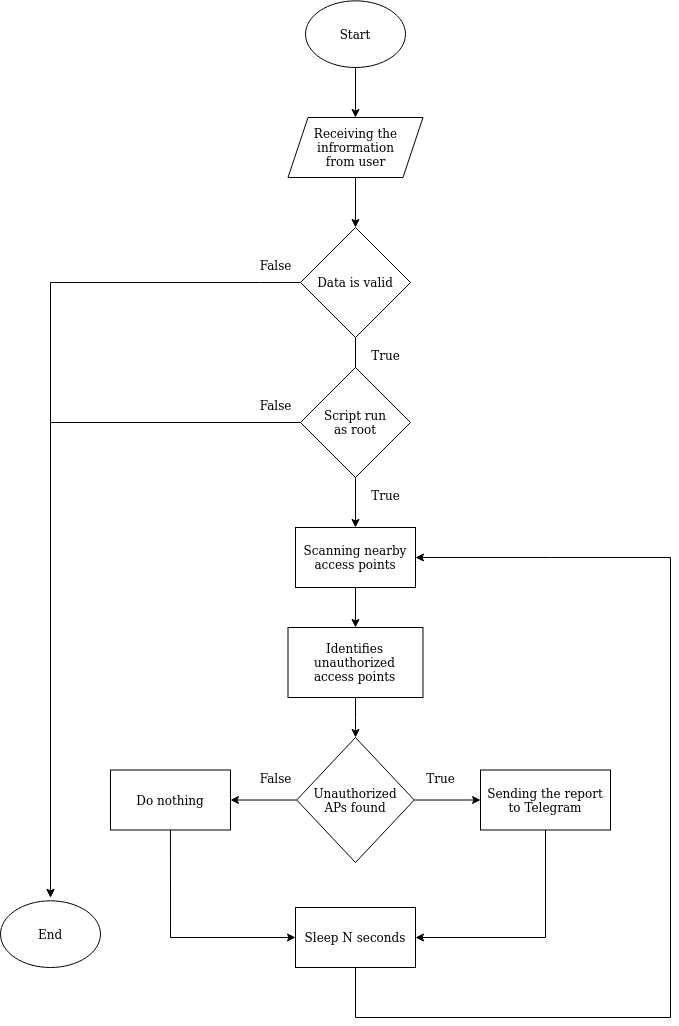 Start
Receiving the
infrormation
from user
False
Data is valid
True
False
Script run
as root
True
Scanning nearby
access points
Identifies
unauthorized
access points
False
True
Do nothing
Unauthorized
APs found
Sending the report
to Telegram
End
Sleep N seconds